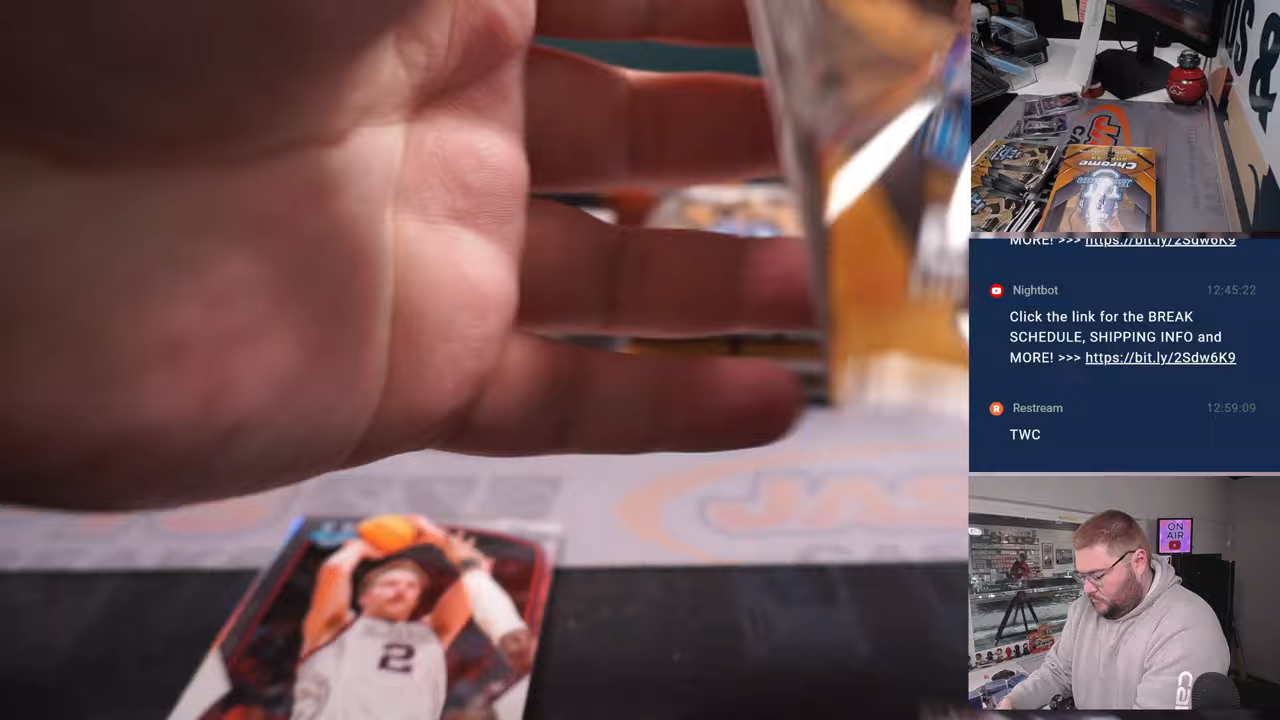 MORE! >>> https://bit.ly/2Sdw6K9
Nightbot 12:45:22
Click the link for the BREAK
SCHEDULE, SHIPPING INFO and
MORE! >>> https://bit.ly/2Sdw6K9
R Restream 12:59:09
TWC
ON
AIR
2
Chrome
US &